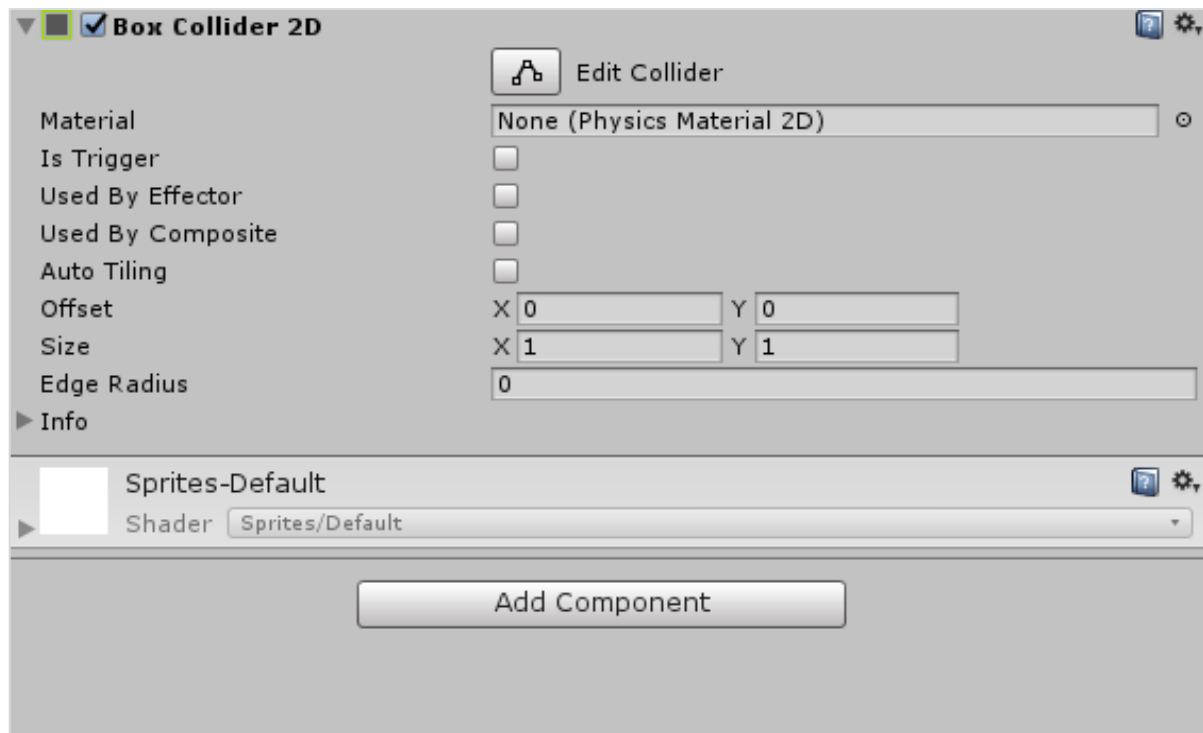 Box Collider 2D
Edit Collider
Material None (Physics Material 2D)
Is Trigger
Used By Effector
Used By Composite
Auto Tiling
Offset X 0 Y 0
Size X 1 Y 1
Edge Radius 0
Info
Sprites-Default
Shader Sprites/Default
Add Component